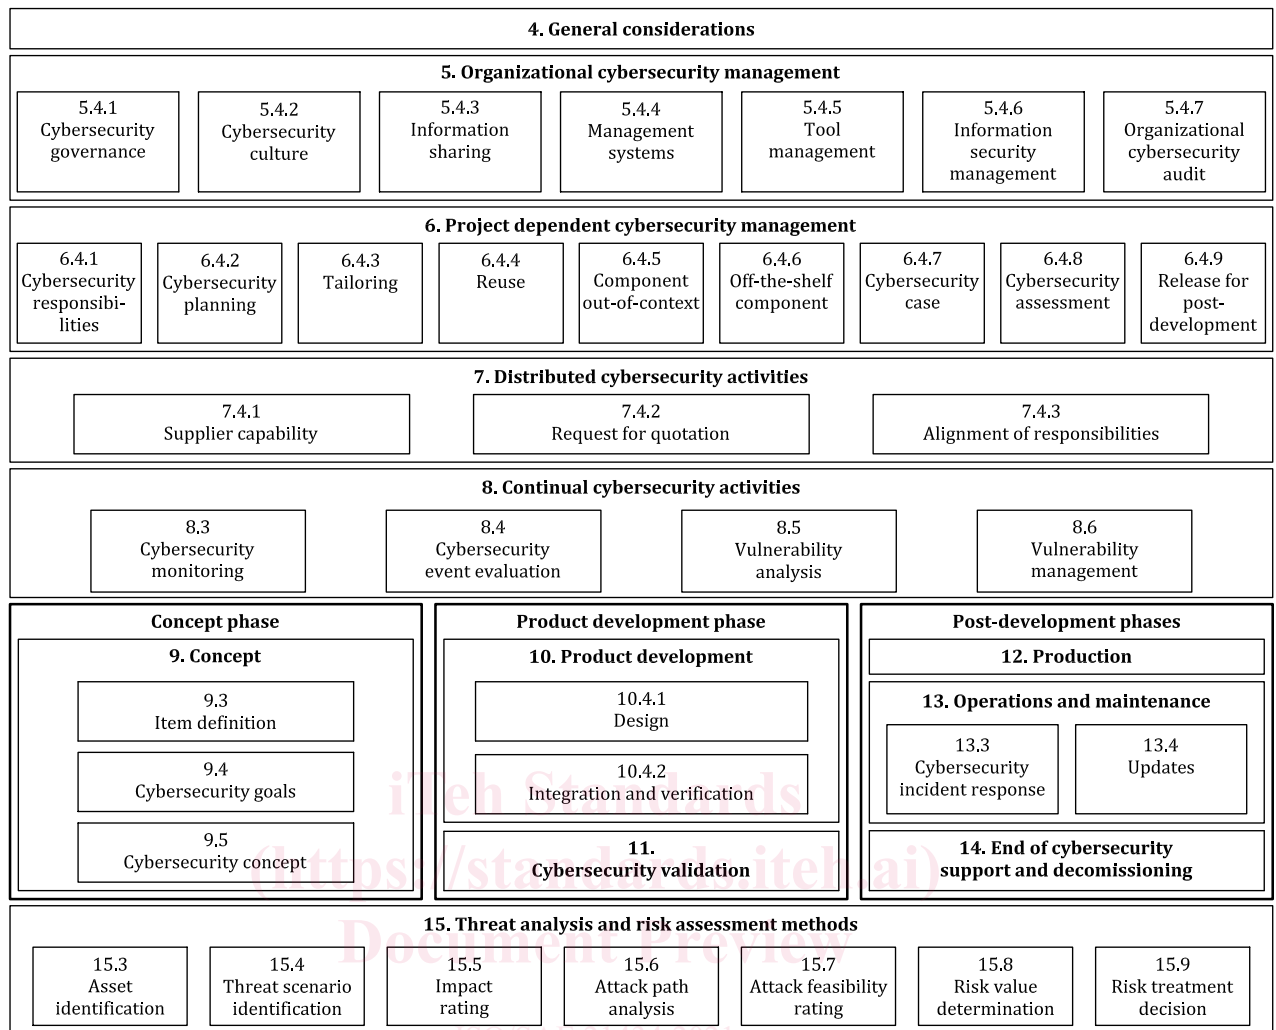 4. General considerations
5. Organizational cybersecurity management
5.4.1
Cybersecurity
governance
5.4.2
Cybersecurity
culture
5.4.3
Information
sharing
5.4.4
Management
systems
5.4.5
Tool
management
5.4.6
Information
security
management
5.4.7
Organizational
cybersecurity
audit
6. Project dependent cybersecurity management
6.4.1
Cybersecurity
responsibi-
lities
6.4.2
Cybersecurity
planning
6.4.3
Tailoring
6.4.4
Reuse
6.4.5
Component
out-of-context
6.4.6
Off-the-shelf
component
6.4.7
Cybersecurity
case
6.4.8
Cybersecurity
assessment
6.4.9
Release for
post-
development
7. Distributed cybersecurity activities
7.4.1
Supplier capability
7.4.2
Request for quotation
7.4.3
Alignment of responsibilities
8. Continual cybersecurity activities
8.3
Cybersecurity
monitoring
8.4
Cybersecurity
event evaluation
8.5
Vulnerability
analysis
8.6
Vulnerability
management
Concept phase
9. Concept
9.3
Item definition
9.4
Cybersecurity goals
9.5
Cybersecurity concept
Product development phase
10. Product development
10.4.1
Design
10.4.2
Integration and verification
11.
Cybersecurity validation
Post-development phases
12. Production
13. Operations and maintenance
13.3
Cybersecurity
incident response
13.4
Updates
14. End of cybersecurity
support and decomissioning
iTeh Standards
(https://standards.iteh.ai)
Document Preview
15. Threat analysis and risk assessment methods
15.3
Asset
identification
15.4
Threat scenario
identification
15.5
Impact
rating
15.6
Attack path
analysis
15.7
Attack feasibility
rating
15.8
Risk value
determination
15.9
Risk treatment
decision